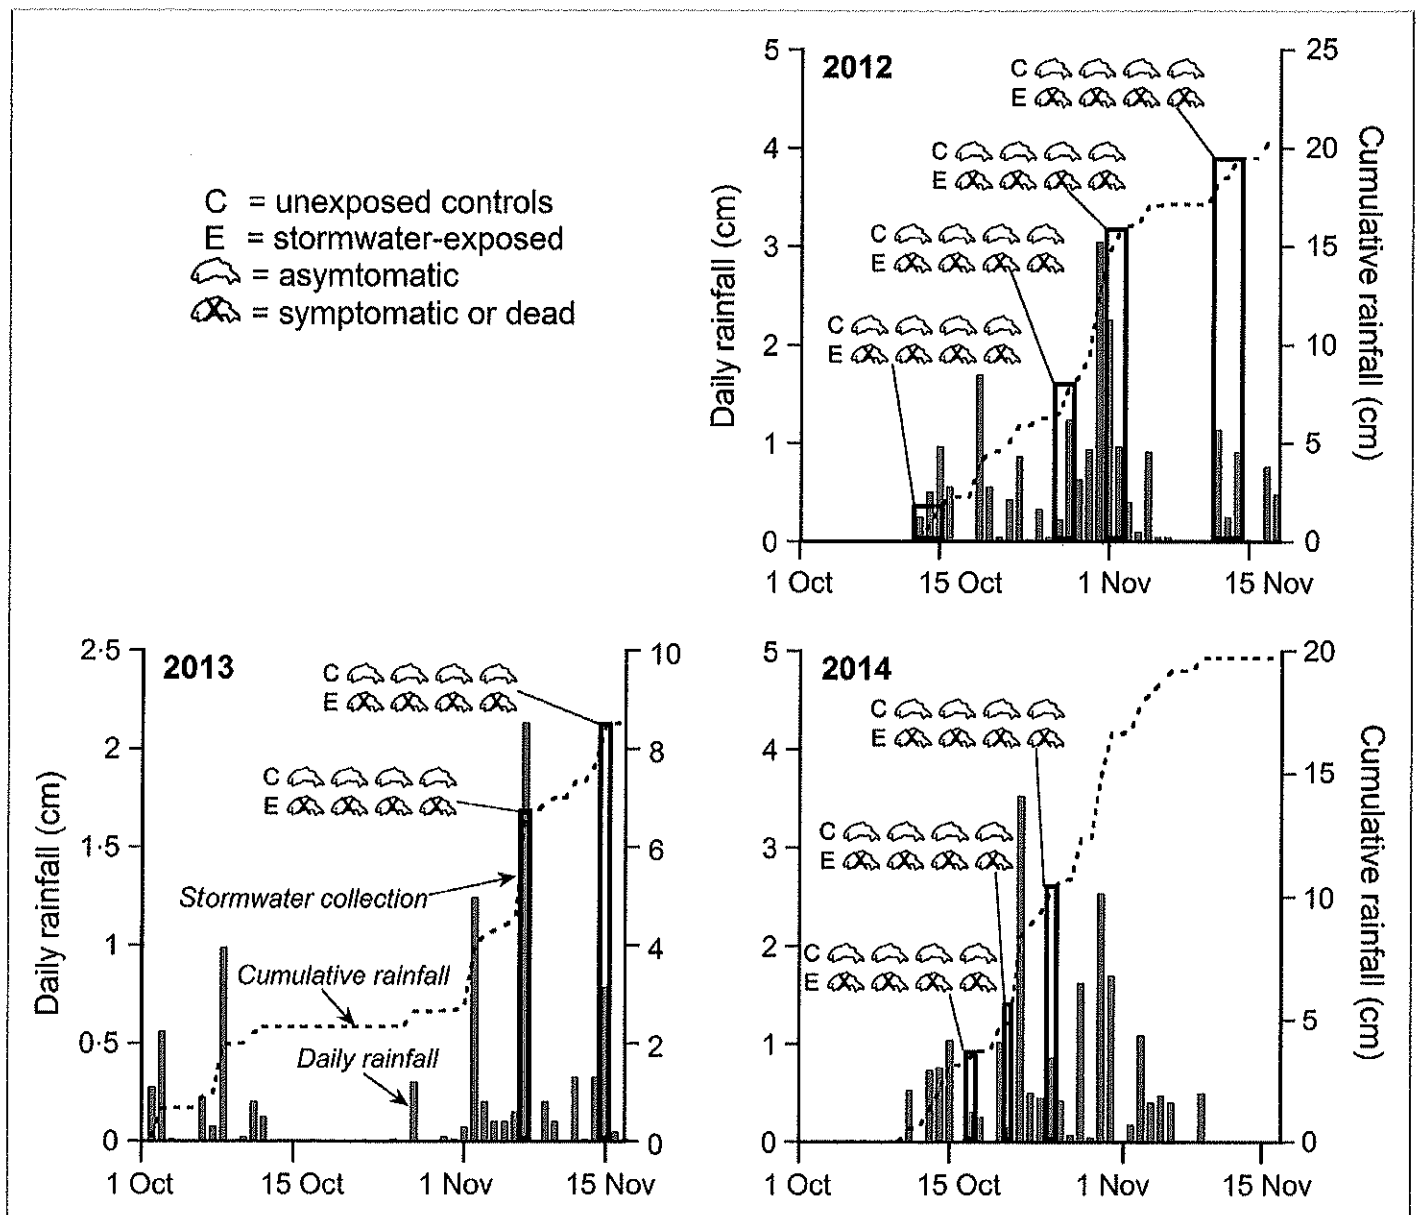 C = unexposed controls
E = stormwater-exposed
= asymtomatic
= symptomatic or dead
2012
Daily rainfall (cm)
Cumulative rainfall (cm)
5
4
3
2
1
0
25
20
15
10
5
0
C
E
C
E
C
E
C
E
1 Oct
15 Oct
1 Nov
15 Nov
2013
Daily rainfall (cm)
2·5
2
1·5
1
0·5
0
10
8
6
4
2
0
C
E
C
E
Stormwater collection
Cumulative rainfall
Daily rainfall
1 Oct
15 Oct
1 Nov
15 Nov
2014
Cumulative rainfall (cm)
5
4
3
2
1
0
20
15
10
5
0
C
E
C
E
C
E
1 Oct
15 Oct
1 Nov
15 Nov